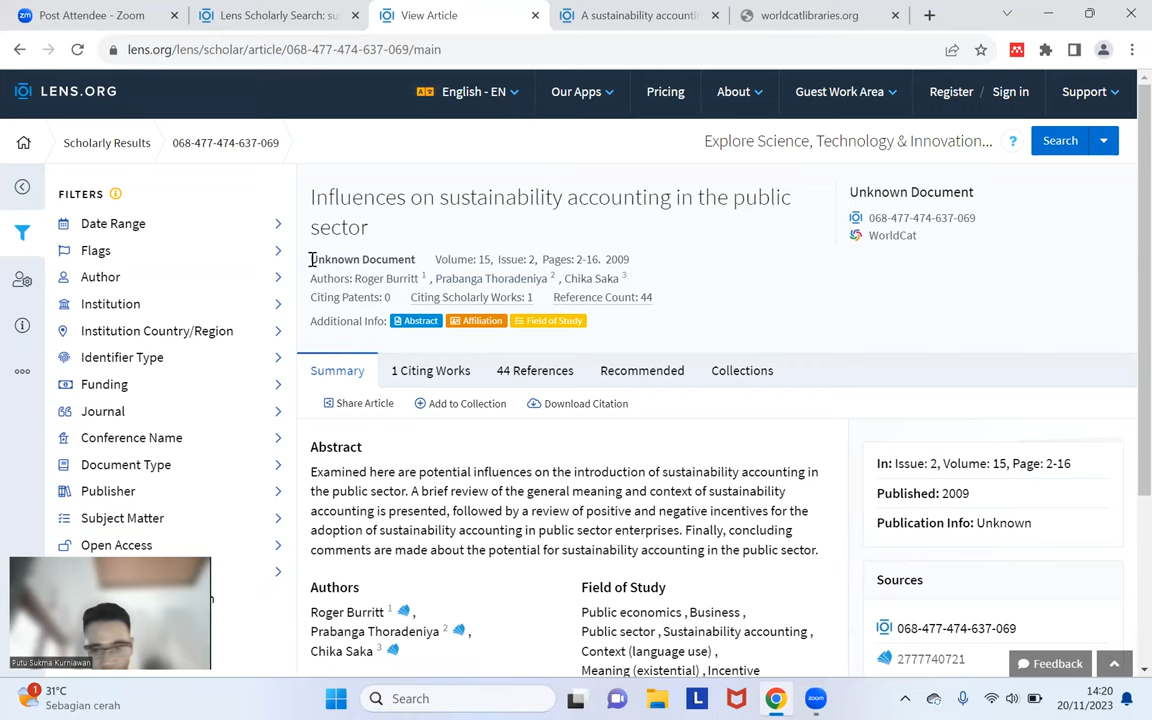 Post Attendee - Zoom
Lens Scholarly Search: su
View Article
A sustainability accountin
worldcatlibraries.org
lens.org/lens/scholar/article/068-477-474-637-069/main
LENS.ORG
English - EN
Our Apps
Pricing
About
Guest Work Area
Register / Sign in
Support
Scholarly Results
068-477-474-637-069
Explore Science, Technology & Innovation...
?
Search
FILTERS
Date Range
Flags
Author
Institution
Institution Country/Region
Identifier Type
Funding
Journal
Conference Name
Document Type
Publisher
Subject Matter
Open Access
Influences on sustainability accounting in the public
sector
Unknown Document Volume: 15, Issue: 2, Pages: 2-16. 2009
Authors: Roger Burritt 1 , Prabanga Thoradeniya 2 , Chika Saka 3
Citing Patents: 0 Citing Scholarly Works: 1 Reference Count: 44
Additional Info: Abstract Affiliation Field of Study
Unknown Document
068-477-474-637-069
WorldCat
Summary
1 Citing Works
44 References
Recommended
Collections
Share Article
Add to Collection
Download Citation
Abstract
Examined here are potential influences on the introduction of sustainability accounting in
the public sector. A brief review of the general meaning and context of sustainability
accounting is presented, followed by a review of positive and negative incentives for the
adoption of sustainability accounting in public sector enterprises. Finally, concluding
comments are made about the potential for sustainability accounting in the public sector.
Authors
Roger Burritt 1 ,
Prabanga Thoradeniya 2 ,
Chika Saka 3
Field of Study
Public economics , Business ,
Public sector , Sustainability accounting ,
Context (language use) ,
Meaning (existential) , Incentive
In: Issue: 2, Volume: 15, Page: 2-16
Published: 2009
Publication Info: Unknown
Sources
068-477-474-637-069
2777740721
Feedback
Putu Sukma Kurniawan
1
31°C
Sebagian cerah
Search
L
14:20
20/11/2023